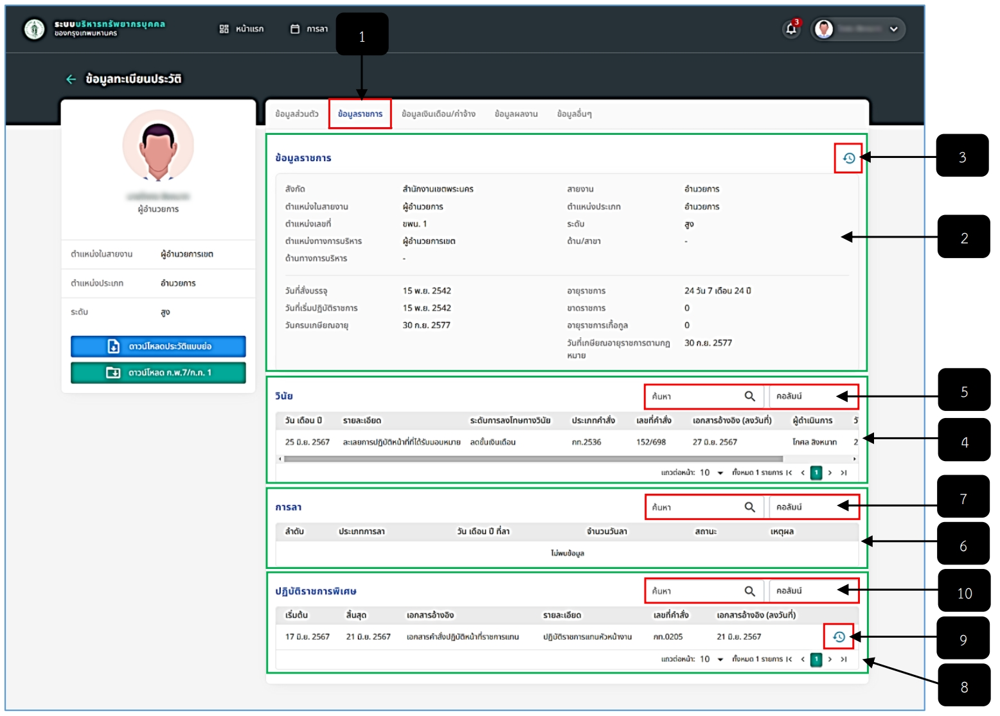 ระบบบริหารทรัพยากรบุคคล
ของกรุงเทพมหานคร
หน้าแรก
การลา
1
3
ข้อมูลทะเบียนประวัติ
ข้อมูลส่วนตัว ข้อมูลราชการ ข้อมูลเงินเดือน/ค่าจ้าง ข้อมูลผลงาน ข้อมูลอื่นๆ
ผู้อำนวยการ
ตำแหน่งในสายงาน ผู้อำนวยการเขต
ตำแหน่งประเภท อำนวยการ
ระดับ สูง
ดาวน์โหลดประวัติแบบย่อ
ดาวน์โหลด ก.พ.7/ก.ก. 1
ข้อมูลราชการ
3
สังกัด สำนักงานเขตพระนคร สายงาน อำนวยการ
ตำแหน่งในสายงาน ผู้อำนวยการ ตำแหน่งประเภท อำนวยการ
ตำแหน่งเลขที่ ขพน. 1 ระดับ สูง
2
ตำแหน่งทางการบริหาร ผู้อำนวยการเขต ด้าน/สาขา -
ด้านทางการบริหาร -
วันที่สั่งบรรจุ 15 พ.ย. 2542 อายุราชการ 24 วัน 7 เดือน 24 ปี
วันที่เริ่มปฏิบัติราชการ 15 พ.ย. 2542 ขาดราชการ 0
วันครบเกษียณอายุ 30 ก.ย. 2577 อายุราชการเกื้อกูล 0
วันที่เกษียณอายุราชการตามกฎ 30 ก.ย. 2577
หมาย
วินัย ค้นหา คอลัมน์
5
วัน เดือน ปี รายละเอียด ระดับการลงโทษทางวินัย ประเภทคำสั่ง เลขที่คำสั่ง เอกสารอ้างอิง (ลงวันที่) ผู้ดำเนินการ วั
25 มิ.ย. 2567 ละเลยการปฏิบัติหน้าที่ที่ได้รับมอบหมาย ลดขั้นเงินเดือน กท.2536 152/698 27 มิ.ย. 2567 โกศล สิงหนาท 2
4
แถวต่อหน้า: 10 ทั้งหมด 1 รายการ 1
การลา ค้นหา คอลัมน์
7
ลำดับ ประเภทการลา วัน เดือน ปี ที่ลา จำนวนวันลา สถานะ เหตุผล
6
ไม่พบข้อมูล
ปฏิบัติราชการพิเศษ ค้นหา คอลัมน์
10
เริ่มต้น สิ้นสุด เอกสารอ้างอิง รายละเอียด เลขที่คำสั่ง เอกสารอ้างอิง (ลงวันที่)
17 มิ.ย. 2567 21 มิ.ย. 2567 เอกสารคำสั่งปฏิบัติหน้าที่ราชการแทน ปฏิบัติราชการแทนหัวหน้างาน กท.0205 21 มิ.ย. 2567
9
แถวต่อหน้า: 10 ทั้งหมด 1 รายการ 1
8